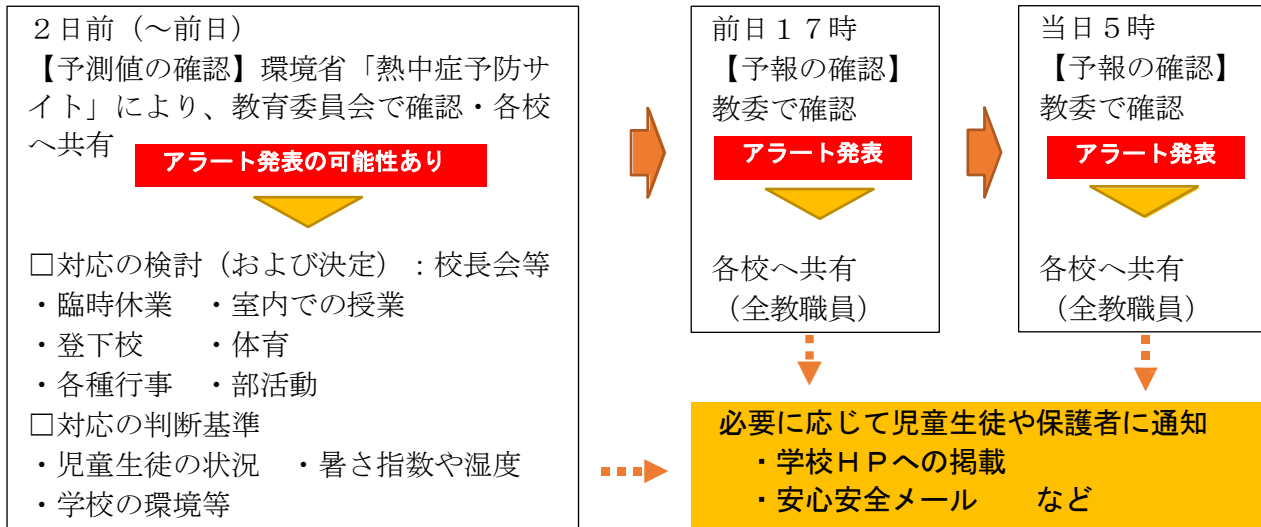 ２日前（～前日）
【予測値の確認】環境省「熱中症予防サ
イト」により、教育委員会で確認・各校
へ共有
アラート発表の可能性あり
□対応の検討（および決定）：校長会等
・臨時休業　・室内での授業
・登下校　　・体育
・各種行事　・部活動
□対応の判断基準
・児童生徒の状況　・暑さ指数や湿度
・学校の環境等
前日１７時
【予報の確認】
教委で確認
アラート発表
各校へ共有
（全教職員）
当日５時
【予報の確認】
教委で確認
アラート発表
各校へ共有
（全教職員）
必要に応じて児童生徒や保護者に通知
・学校ＨＰへの掲載
・安心安全メール　　など